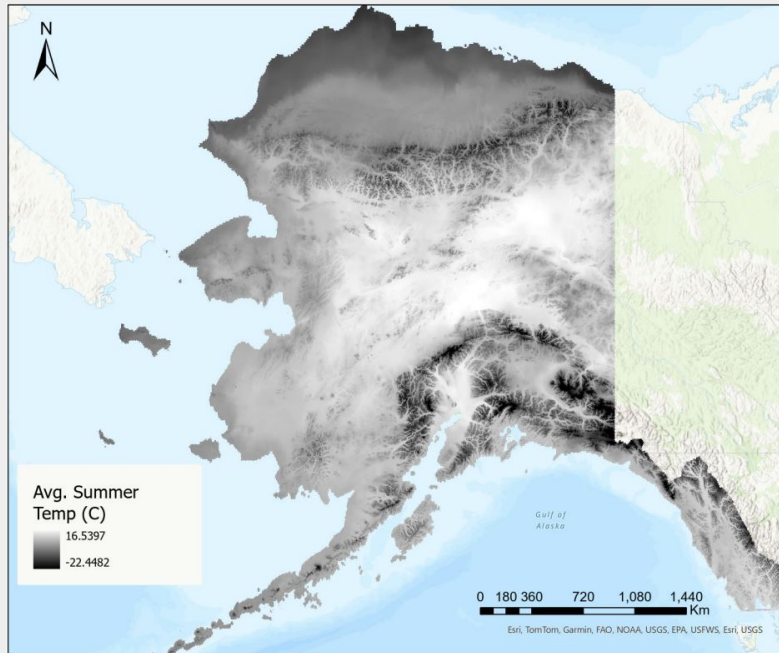 N
Avg. Summer
Temp (C)
16.5397
-22.4482
Gulf of
Alaska
0 180 360 720 1,080 1,440
Km
Esri, TomTom, Garmin, FAO, NOAA, USGS, EPA, USFWS, Esri, USGS